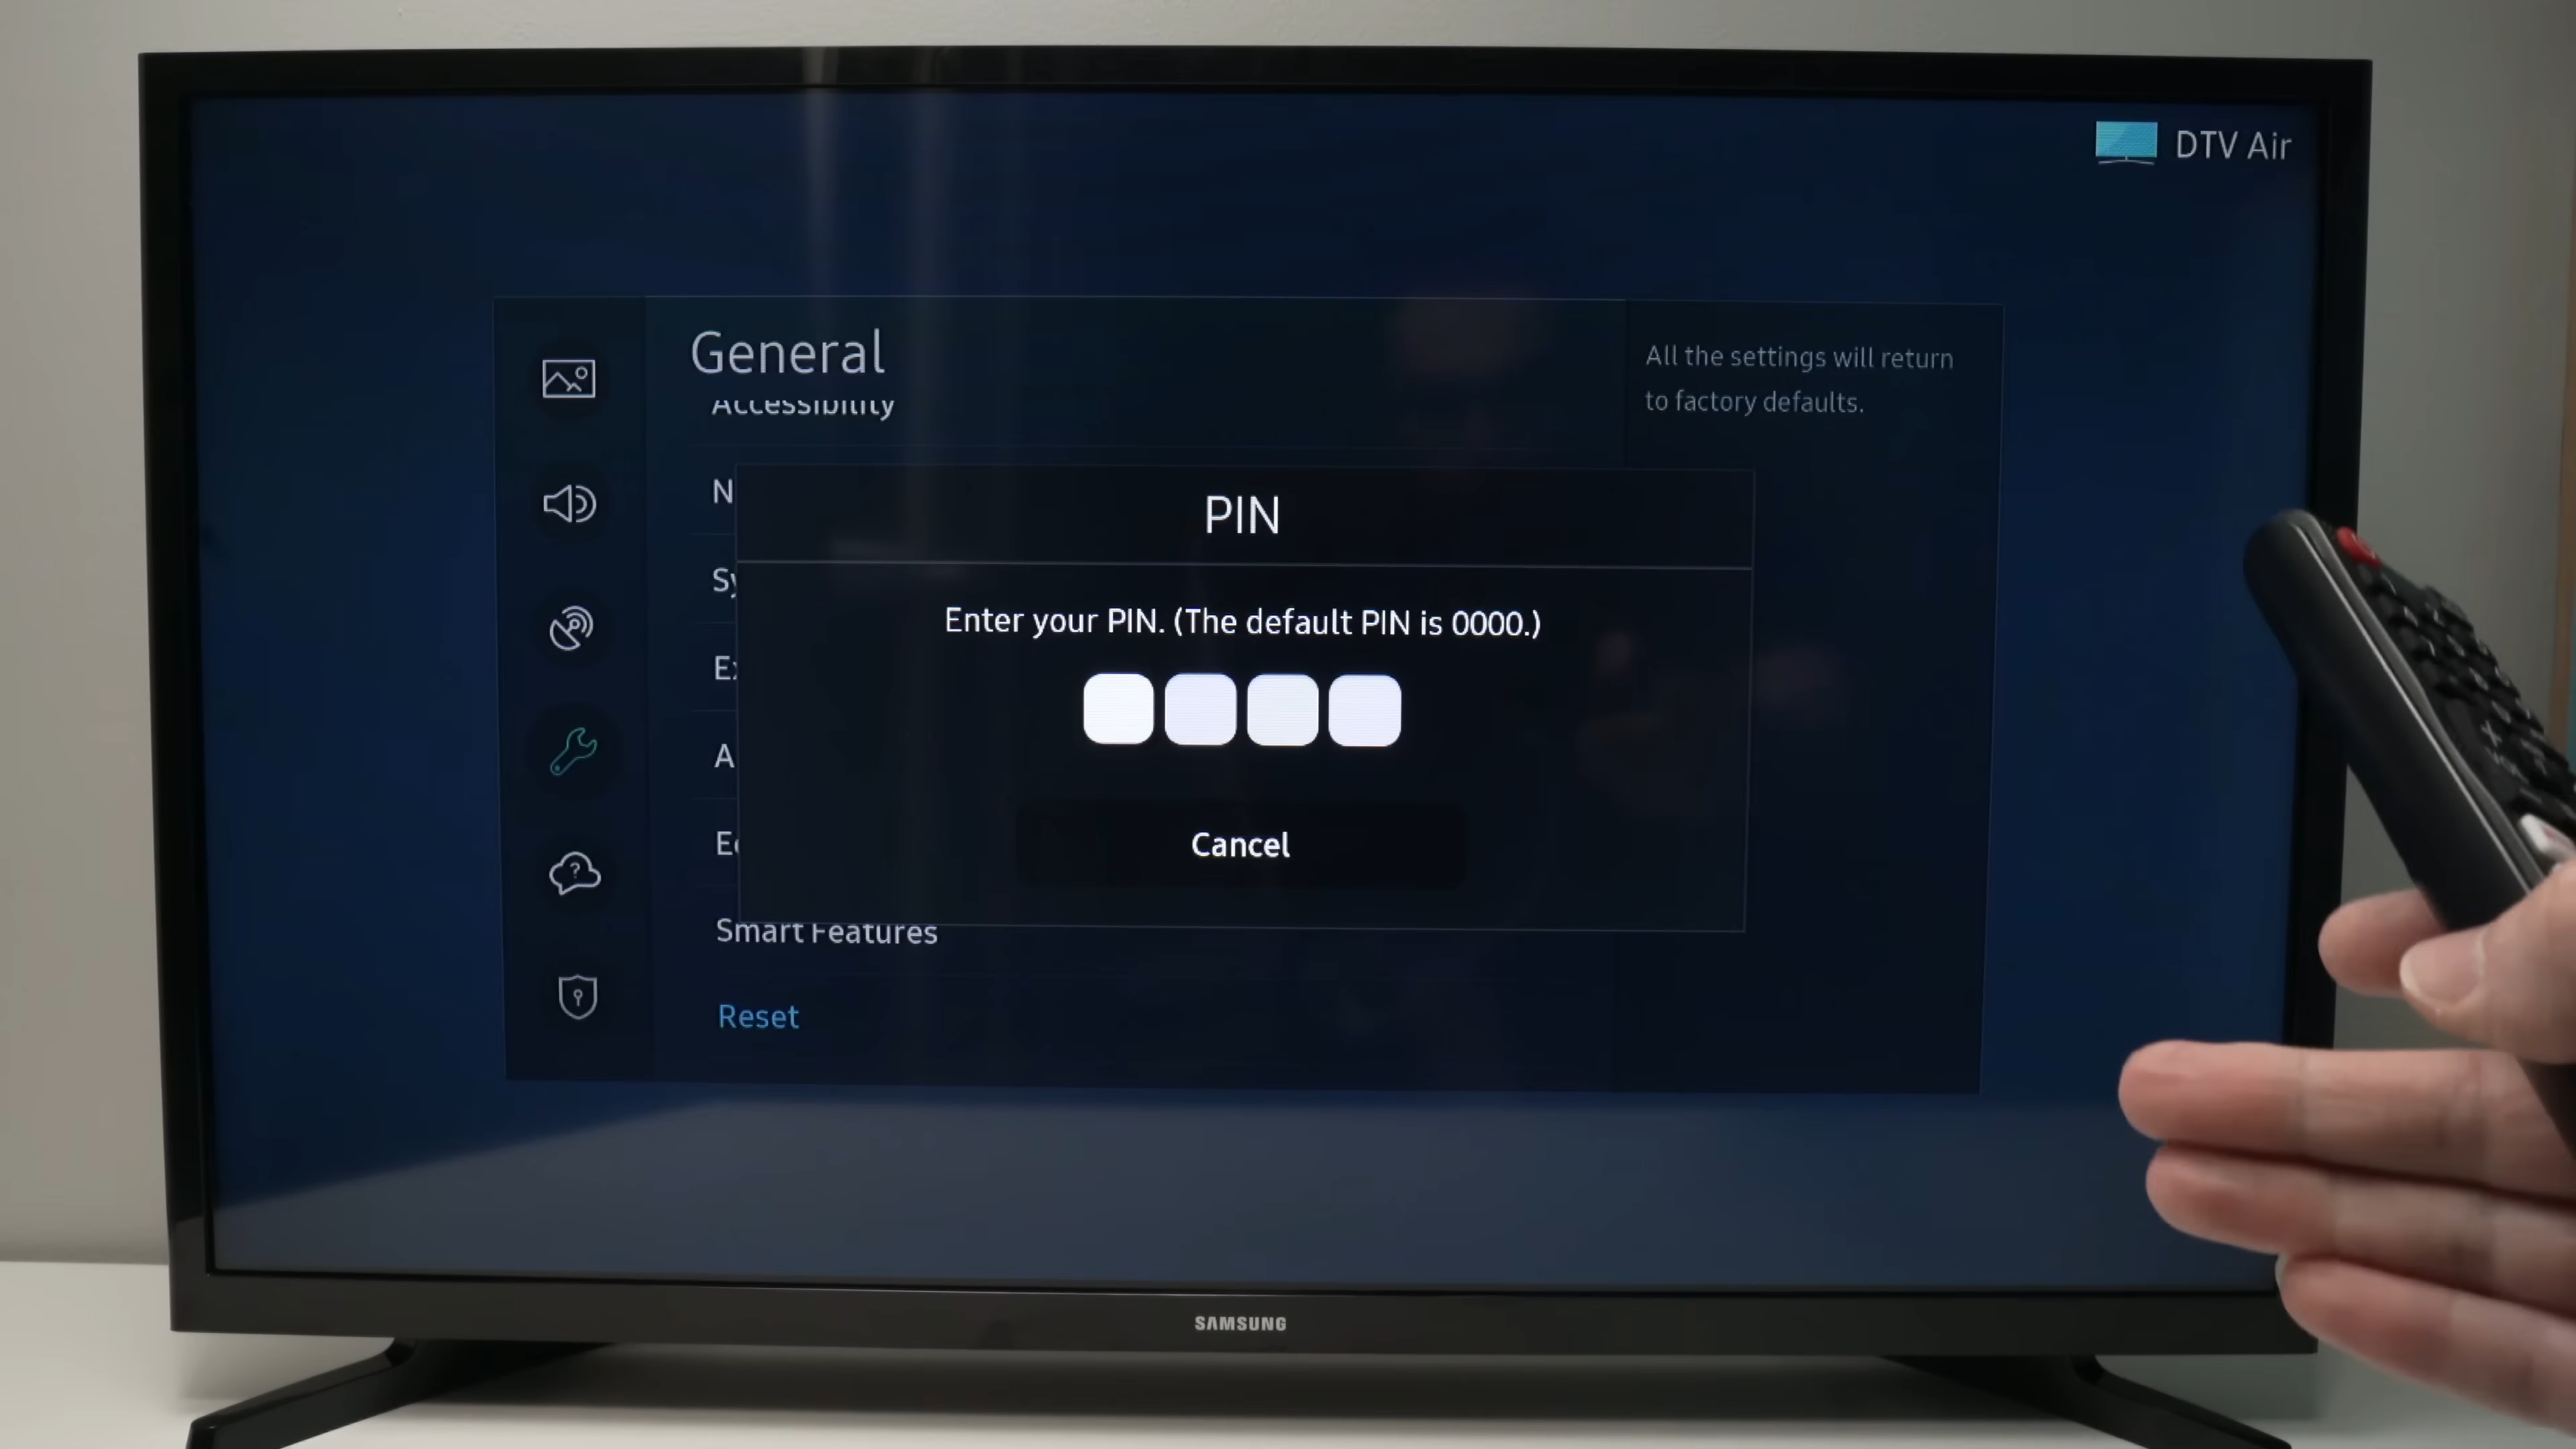 DTV Air
General
All the settings will return
to factory defaults.
Accessibility
N
PIN
Sy
Enter your PIN. (The default PIN is 0000.)
A
Cancel
Smart Features
Reset
SAMSUNG